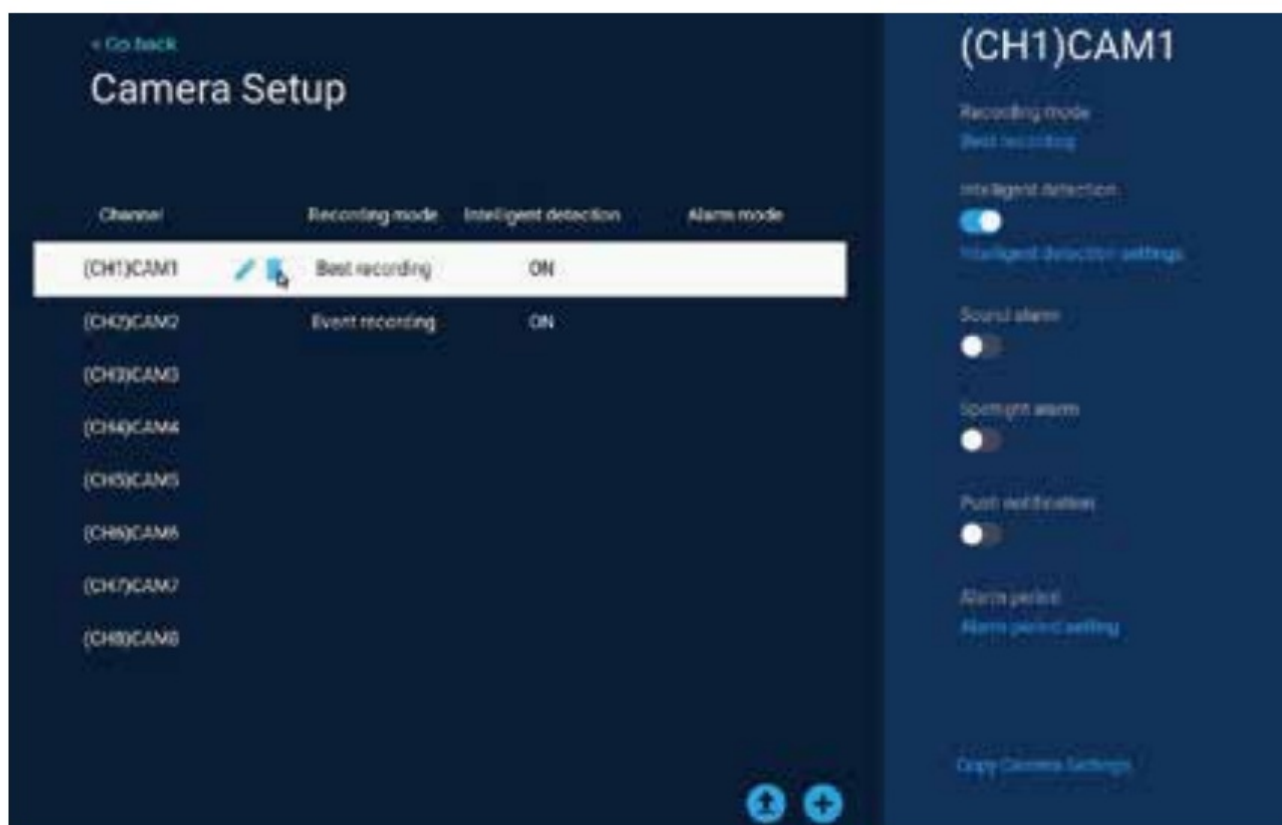 < Go back
Camera Setup
Channel Recording mode Intelligent detection Alarm mode
(CH1)CAM1 Best recording ON
(CH2)CAM2 Event recording ON
(CH3)CAM3
(CH4)CAM4
(CH5)CAM5
(CH6)CAM6
(CH7)CAM7
(CH8)CAM8
(CH1)CAM1
Recording mode
Best recording
Intelligent detection
Intelligent detection settings
Sound alarm
Spotlight alarm
Push notification
Alarm period
Alarm period setting
Copy Camera Settings